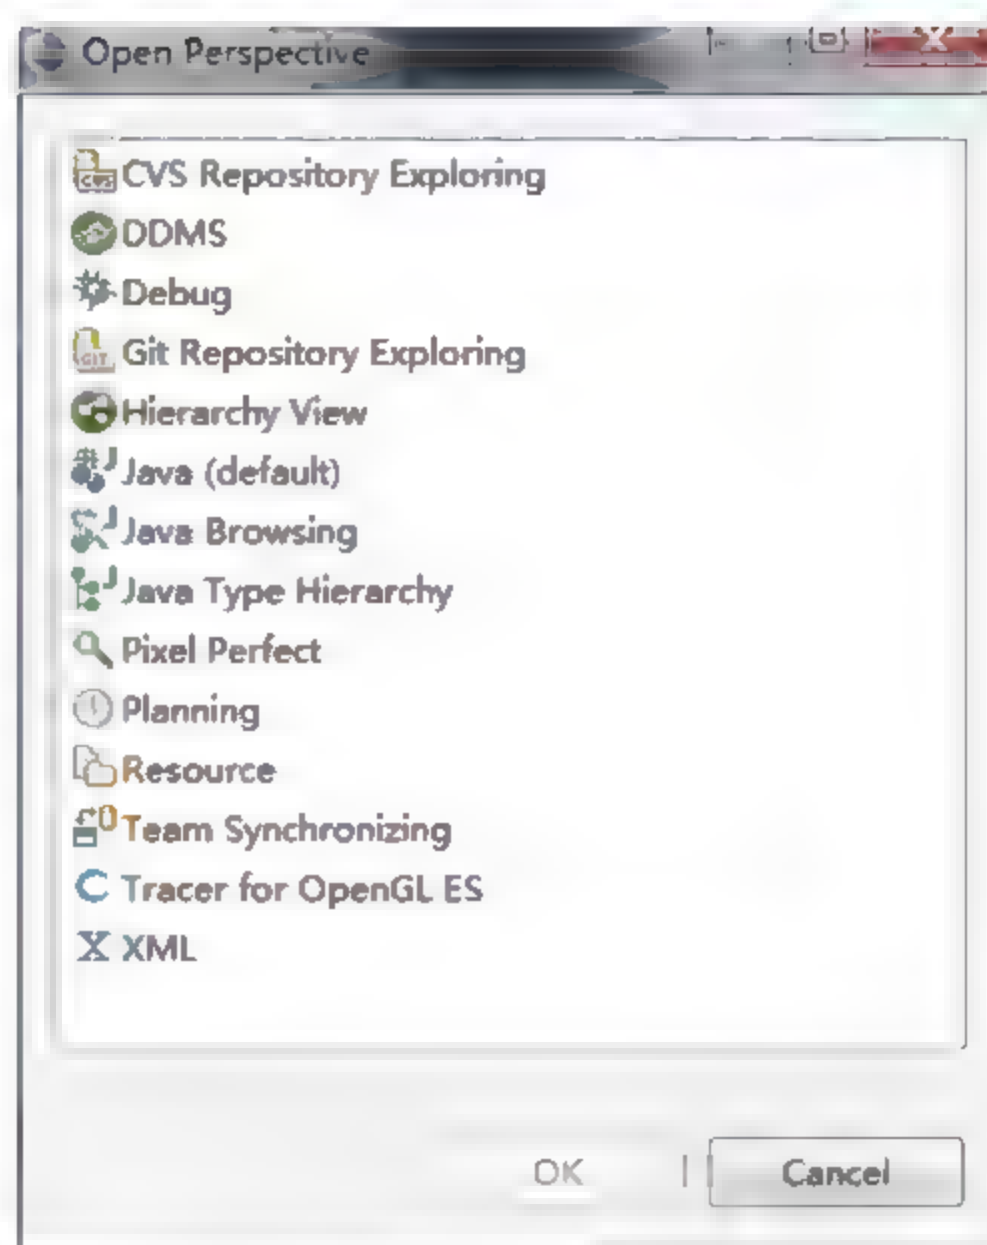 Open Perspective
CVS Repository Exploring
DDMS
Debug
Git Repository Exploring
Hierarchy View
Java (default)
Java Browsing
Java Type Hierarchy
Pixel Perfect
Planning
Resource
Team Synchronizing
Tracer for OpenGL ES
XML
OK
Cancel